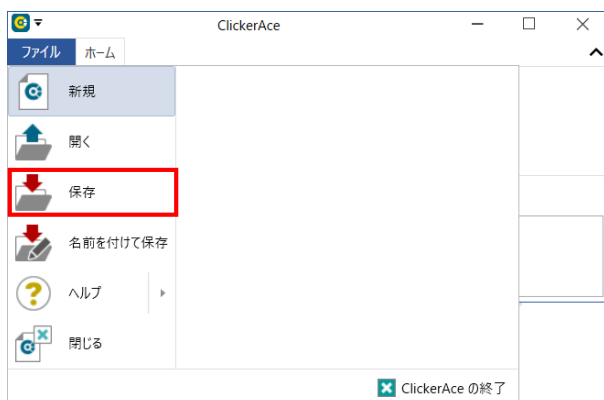 ClickerAce
ファイル ホーム
新規
開く
保存
名前を付けて保存
ヘルプ
閉じる
ClickerAce の終了